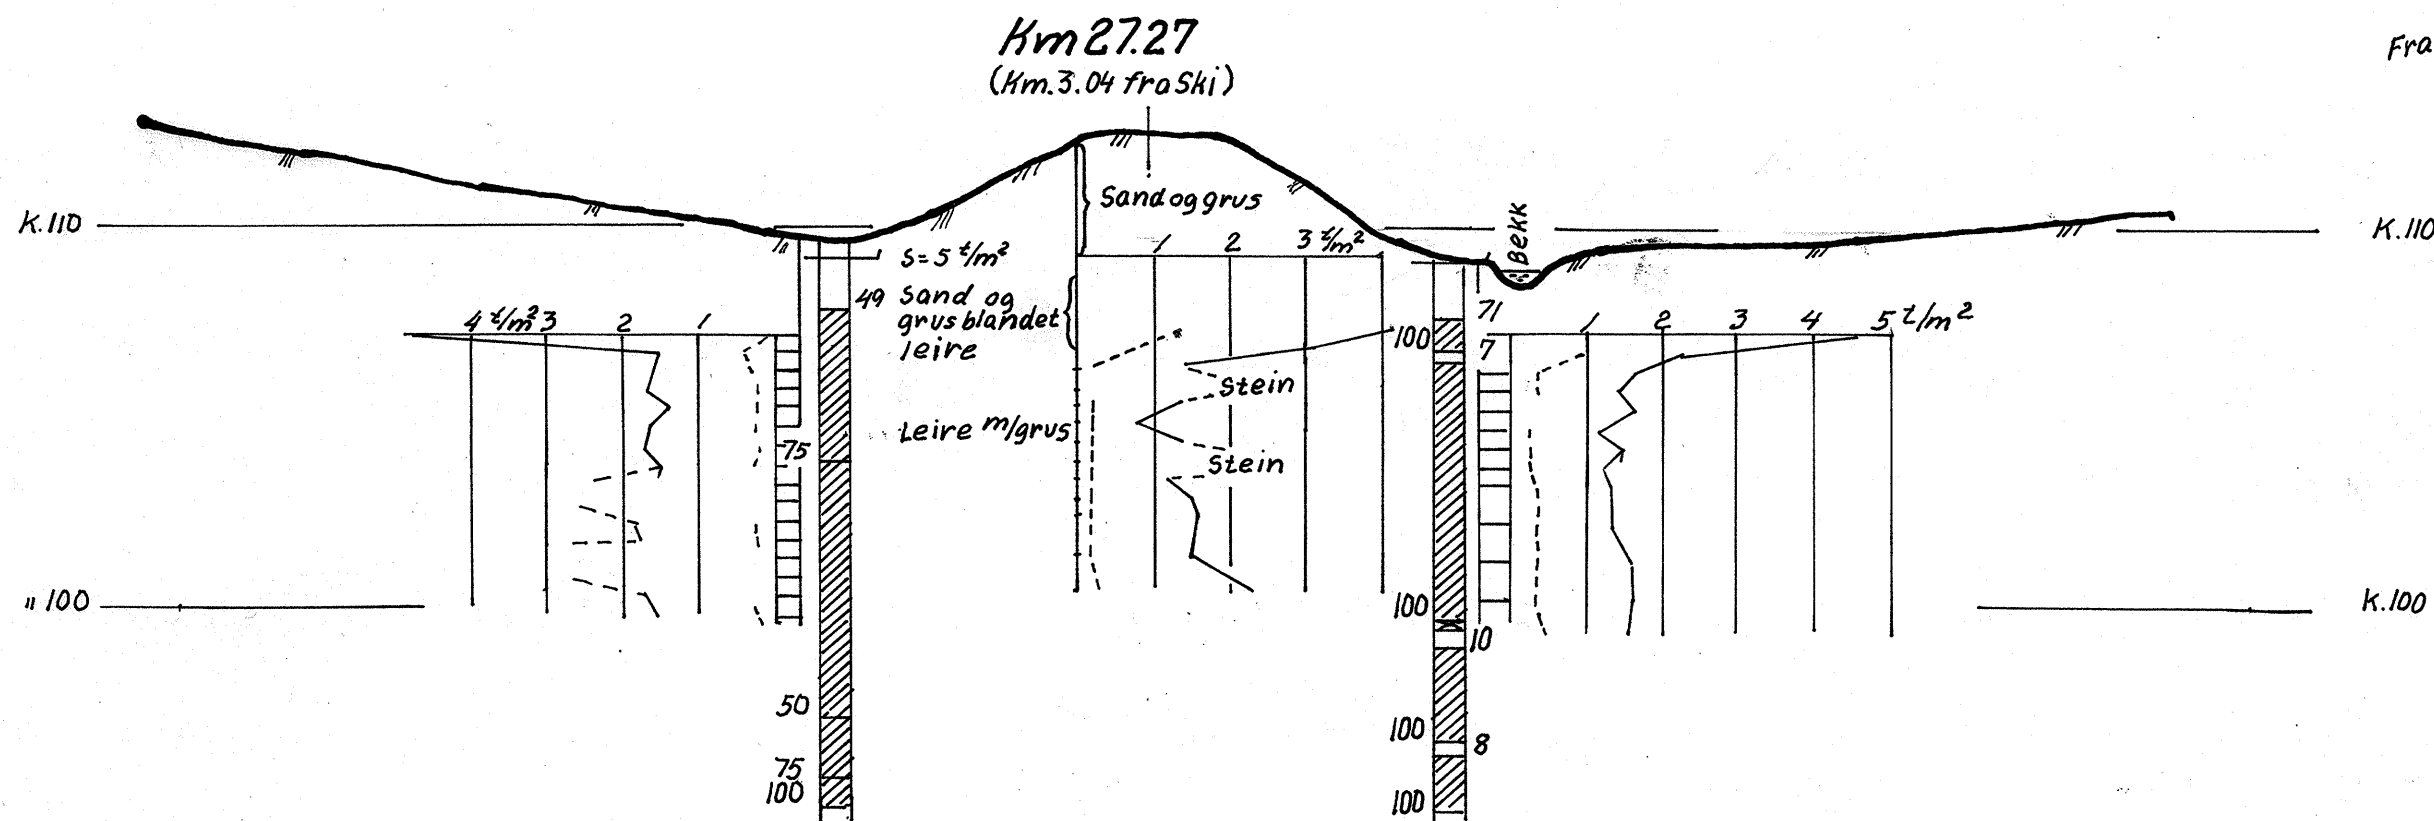 Km 27.27
(Km. 3.04 fra Ski)
Fra
K.110
Sand og grus
Bekk
K.110
S = 5 t/m²
1 2 3 t/m²
49
Sand og
grusblandet
leire
4 t/m² 3 2 1
100
71
7
1 2 3 4 5 t/m²
Stein
Leire m/grus
75
Stein
" 100
100
10
K.100
50
100
8
75
100
100